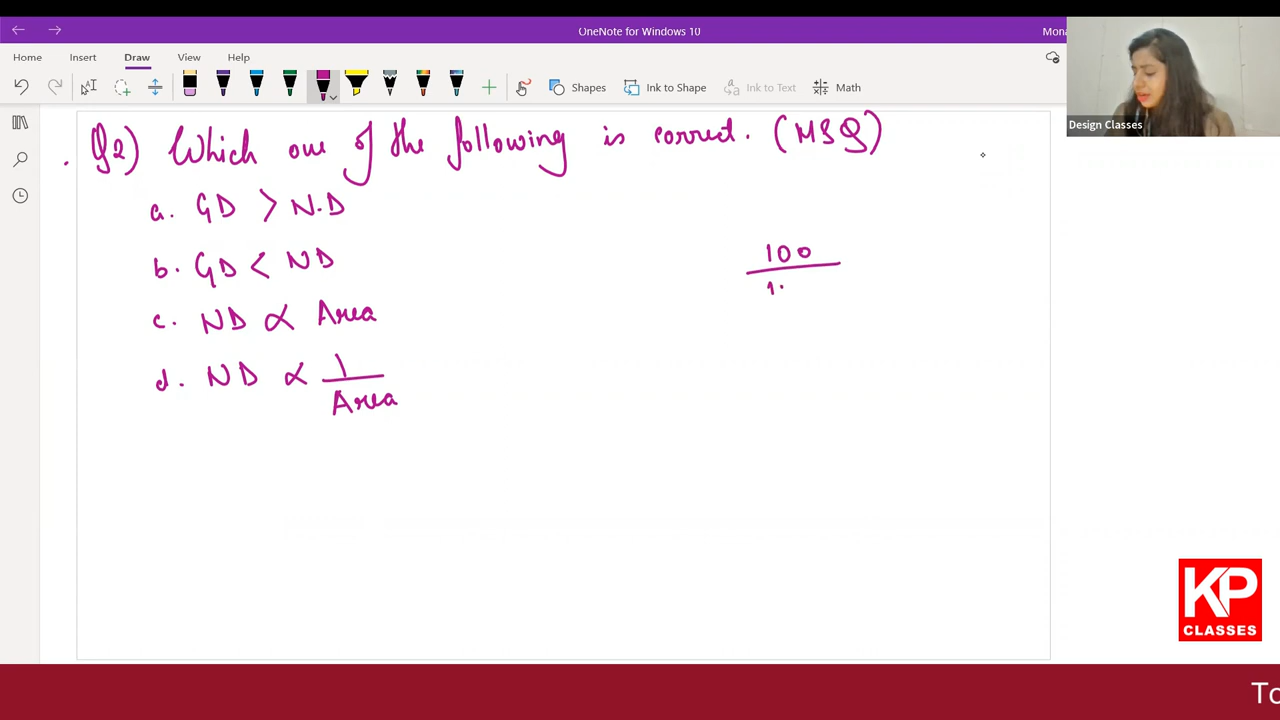 OneNote for Windows 10
Mona
Home Insert Draw View Help
Shapes Ink to Shape Ink to Text Math
Design Classes
Q2) Which one of the following is correct. (MSQ)
a. GD > N.D
b. GD < ND
c. ND ∝ Area
d. ND ∝ 1
Area
100
KP
CLASSES
To